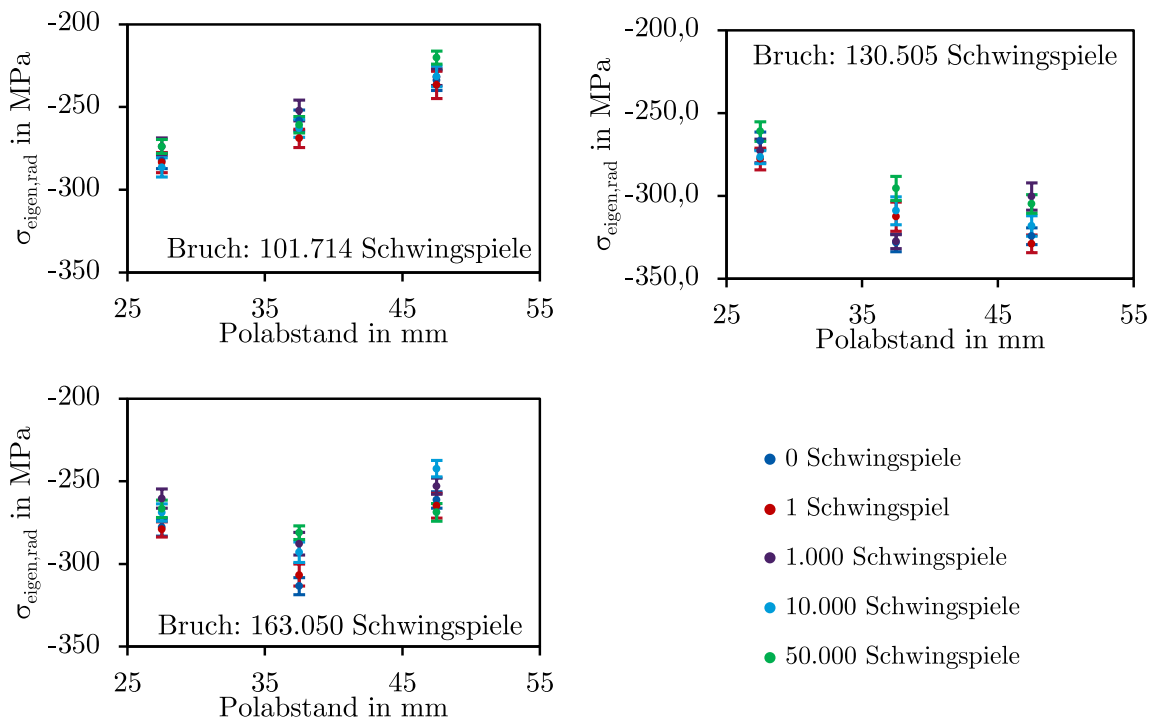 -200
-250
-300
-350
σeigen,rad in MPa
Bruch: 101.714 Schwingspiele
25 35 45 55
Polabstand in mm
-200,0
-250,0
-300,0
-350,0
σeigen,rad in MPa
Bruch: 130.505 Schwingspiele
25 35 45 55
Polabstand in mm
-200
-250
-300
-350
σeigen,rad in MPa
Bruch: 163.050 Schwingspiele
25 35 45 55
Polabstand in mm
0 Schwingspiele
1 Schwingspiel
1.000 Schwingspiele
10.000 Schwingspiele
50.000 Schwingspiele